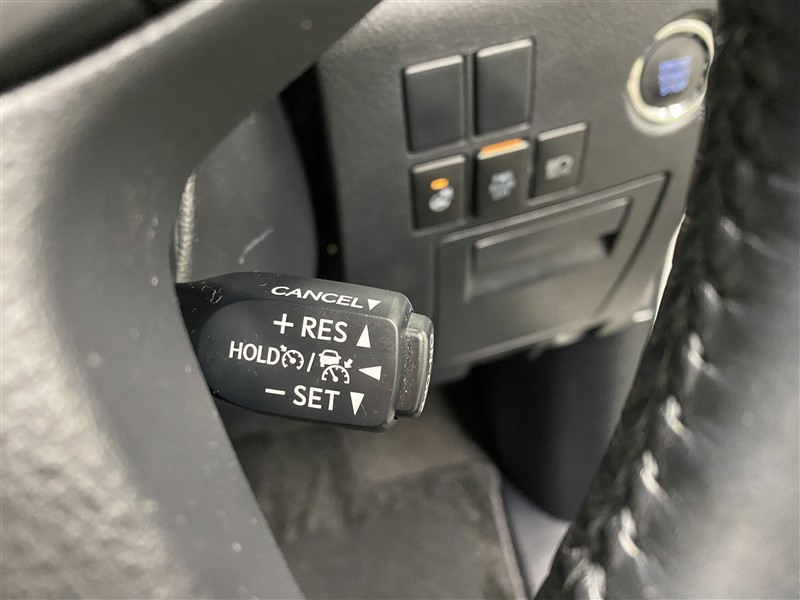 CANCEL
+ RES
HOLD /
− SET